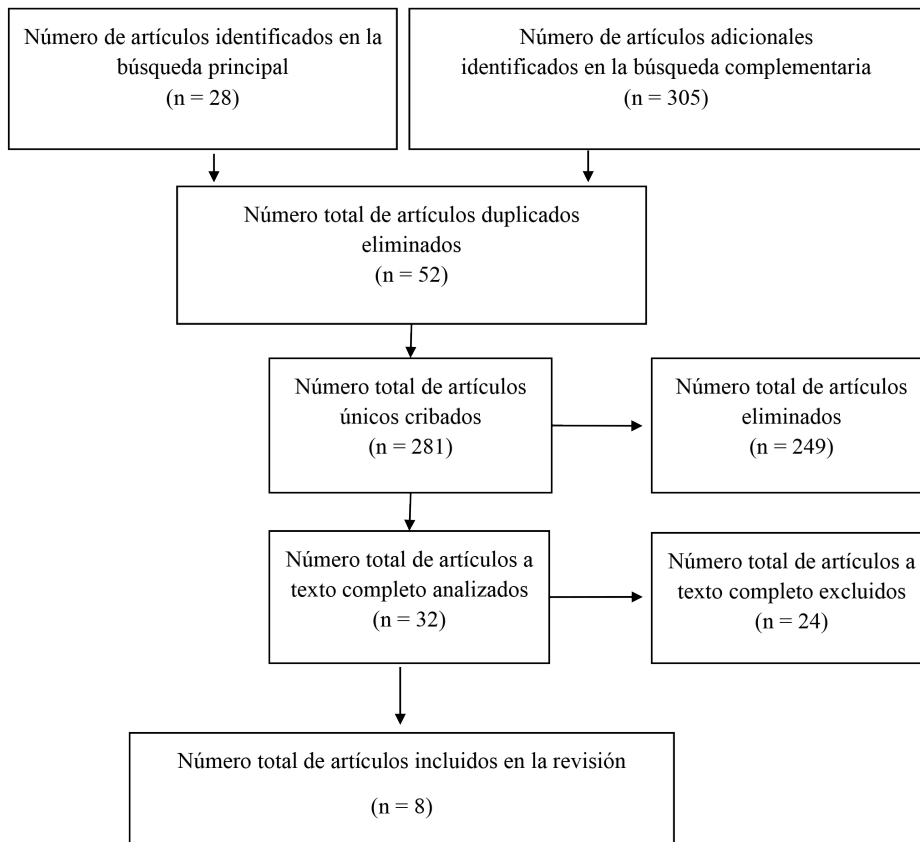 Número de artículos identificados en la
búsqueda principal
(n = 28)
Número de artículos adicionales
identificados en la búsqueda complementaria
(n = 305)
Número total de artículos duplicados
eliminados
(n = 52)
Número total de artículos
únicos cribados
(n = 281)
Número total de artículos
eliminados
(n = 249)
Número total de artículos a
texto completo analizados
(n = 32)
Número total de artículos a
texto completo excluidos
(n = 24)
Número total de artículos incluidos en la revisión
(n = 8)